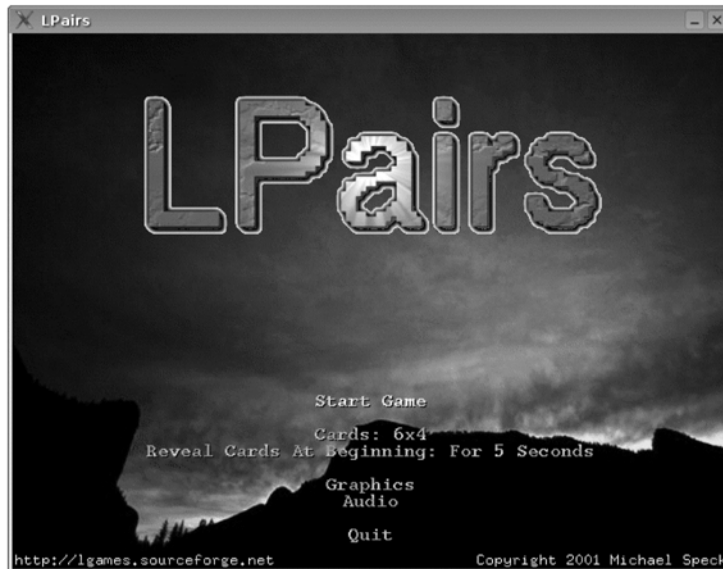 LPairs
LPairs
Start Game
Cards: 6x4
Reveal Cards At Beginning: For 5 Seconds
Graphics
Audio
Quit
http://lgames.sourceforge.net
Copyright 2001 Michael Speck